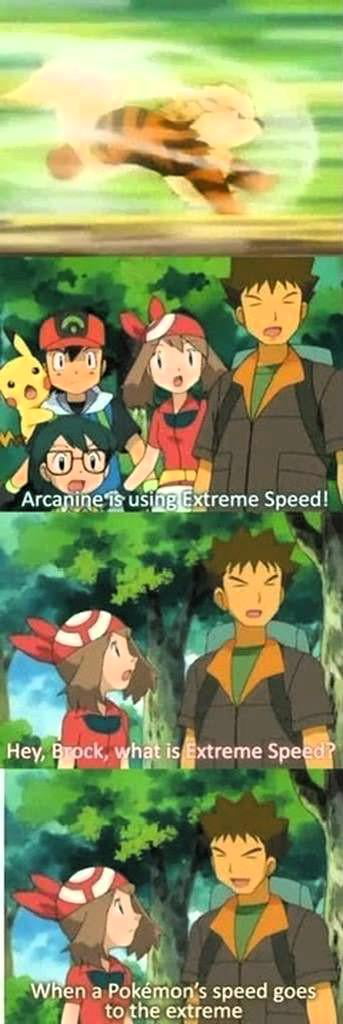 Arcanine is using Extreme Speed!
Hey, Brock, what is Extreme Speed?
When a Pokémon's speed goes
to the extreme